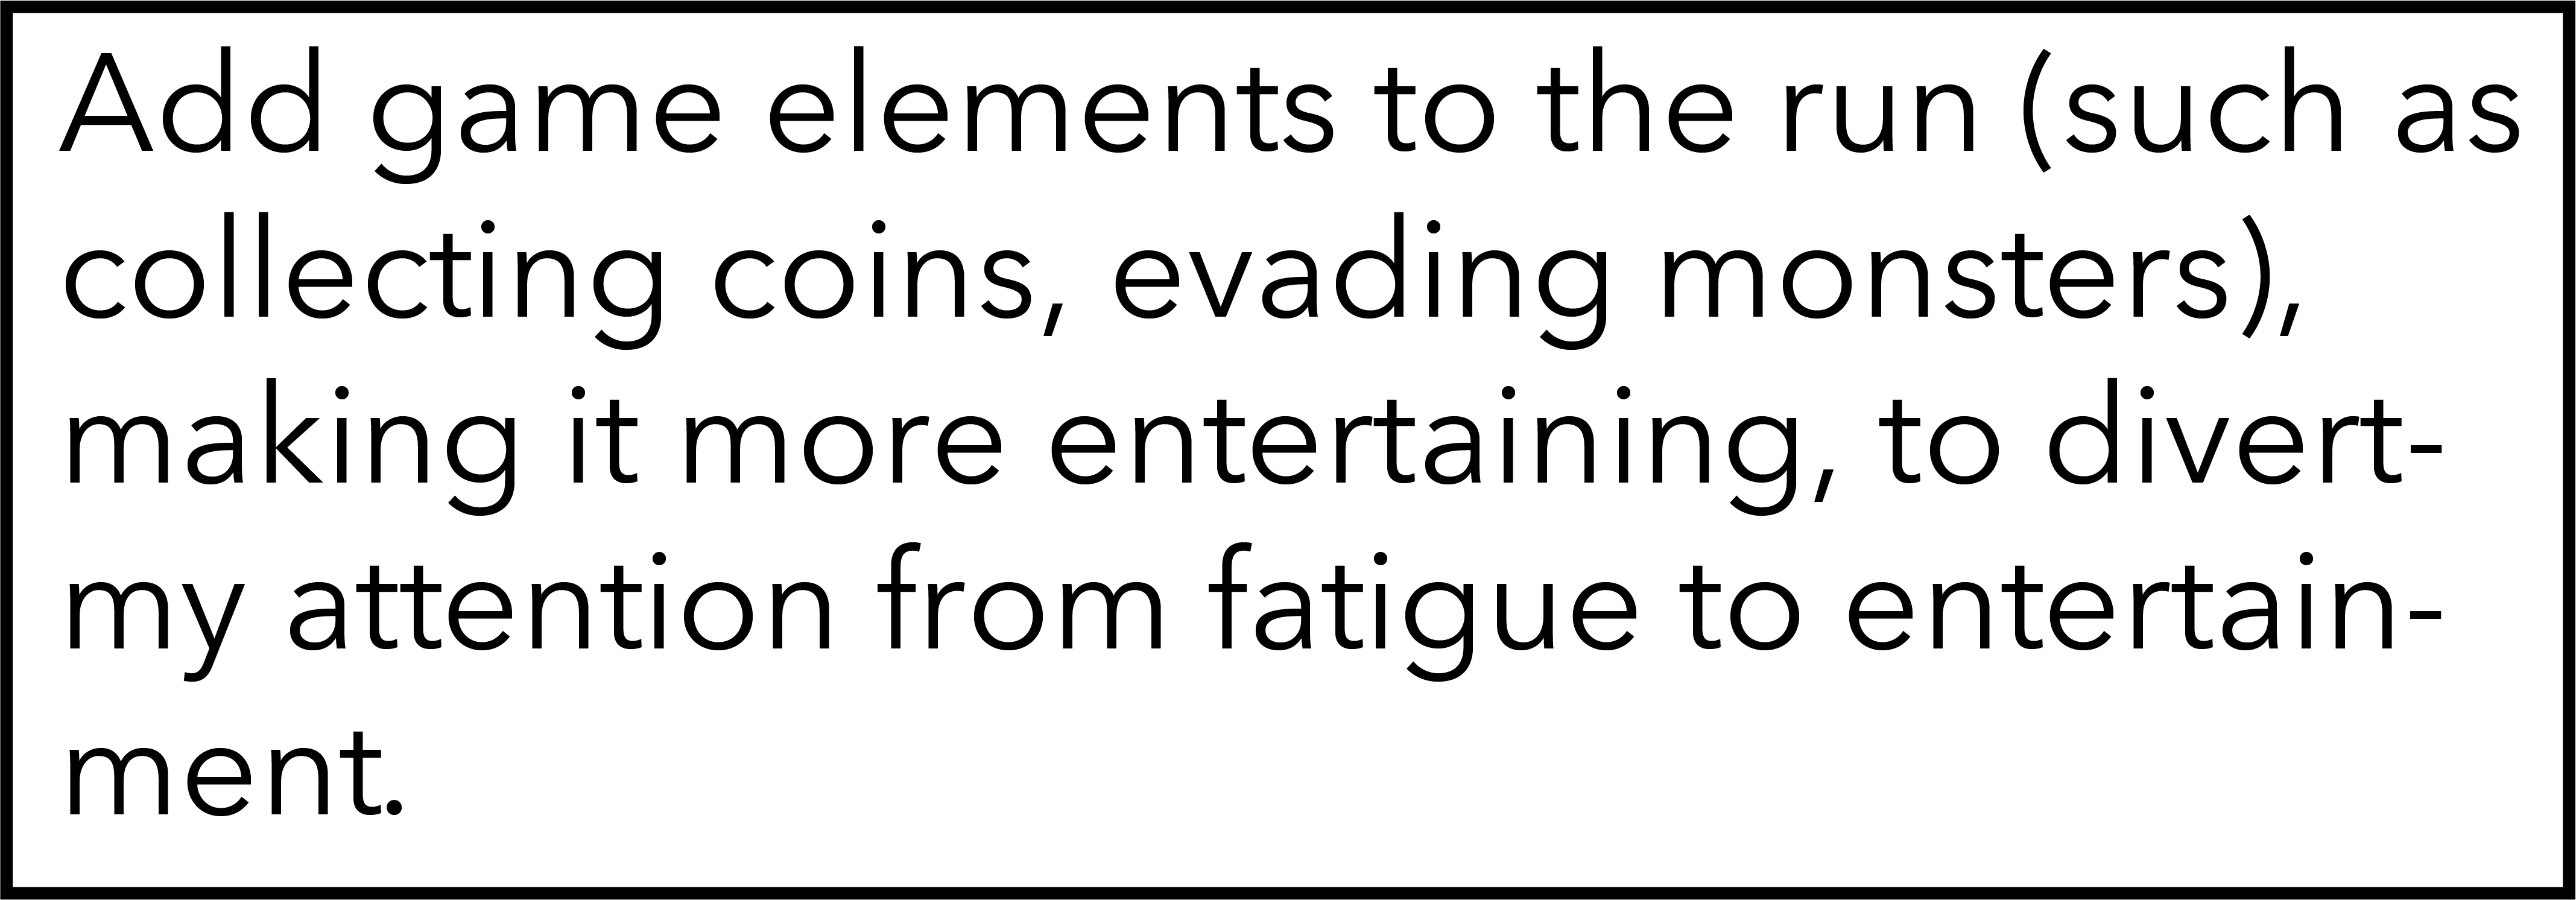 Add game elements to the run (such as
collecting coins, evading monsters),
making it more entertaining, to divert-
my attention from fatigue to entertain-
ment.